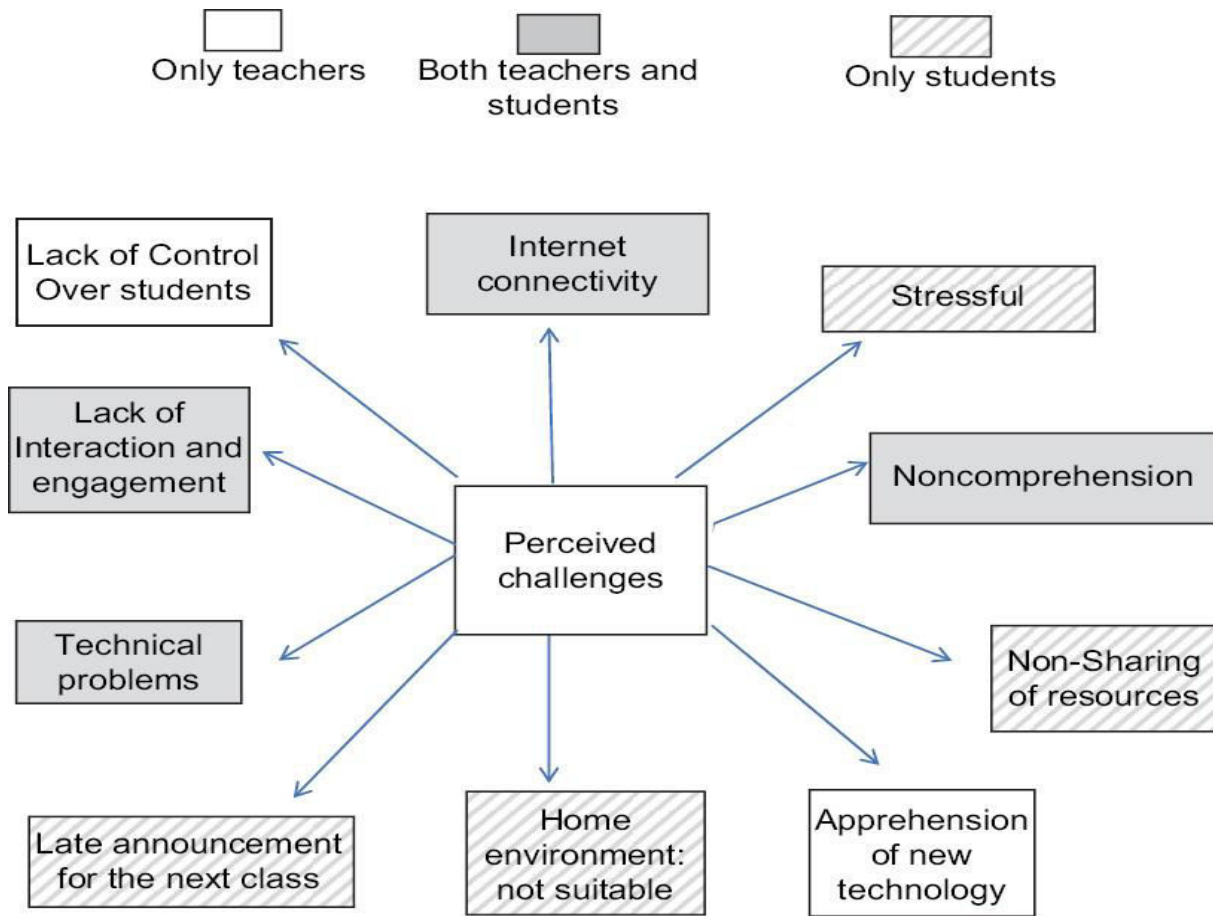 Only teachers
Both teachers and
students
Only students
Lack of Control
Over students
Internet
connectivity
Stressful
Lack of
Interaction and
engagement
Noncomprehension
Perceived
challenges
Technical
problems
Non-Sharing
of resources
Late announcement
for the next class
Home
environment:
not suitable
Apprehension
of new
technology